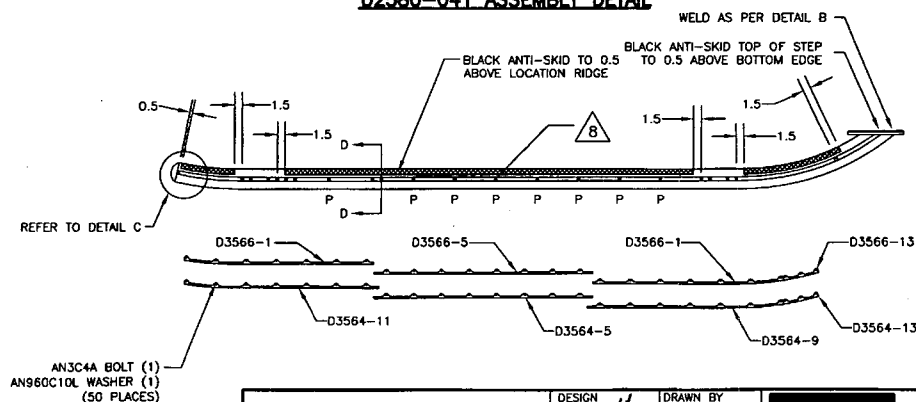 D2580-041 ASSEMBLY DETAIL
WELD AS PER DETAIL B
BLACK ANTI-SKID TO 0.5
ABOVE LOCATION RIDGE
BLACK ANTI-SKID TOP OF STEP
TO 0.5 ABOVE BOTTOM EDGE
0.5
1.5
1.5
D
8
1.5
1.5
1.5
D
P P P P P P P P
REFER TO DETAIL C
D3566-1
D3566-5
D3566-1
D3566-13
D3564-11
D3564-5
D3564-9
D3564-13
AN3C4A BOLT (1)
AN960C10L WASHER (1)
(50 PLACES)
DESIGN
DRAWN BY